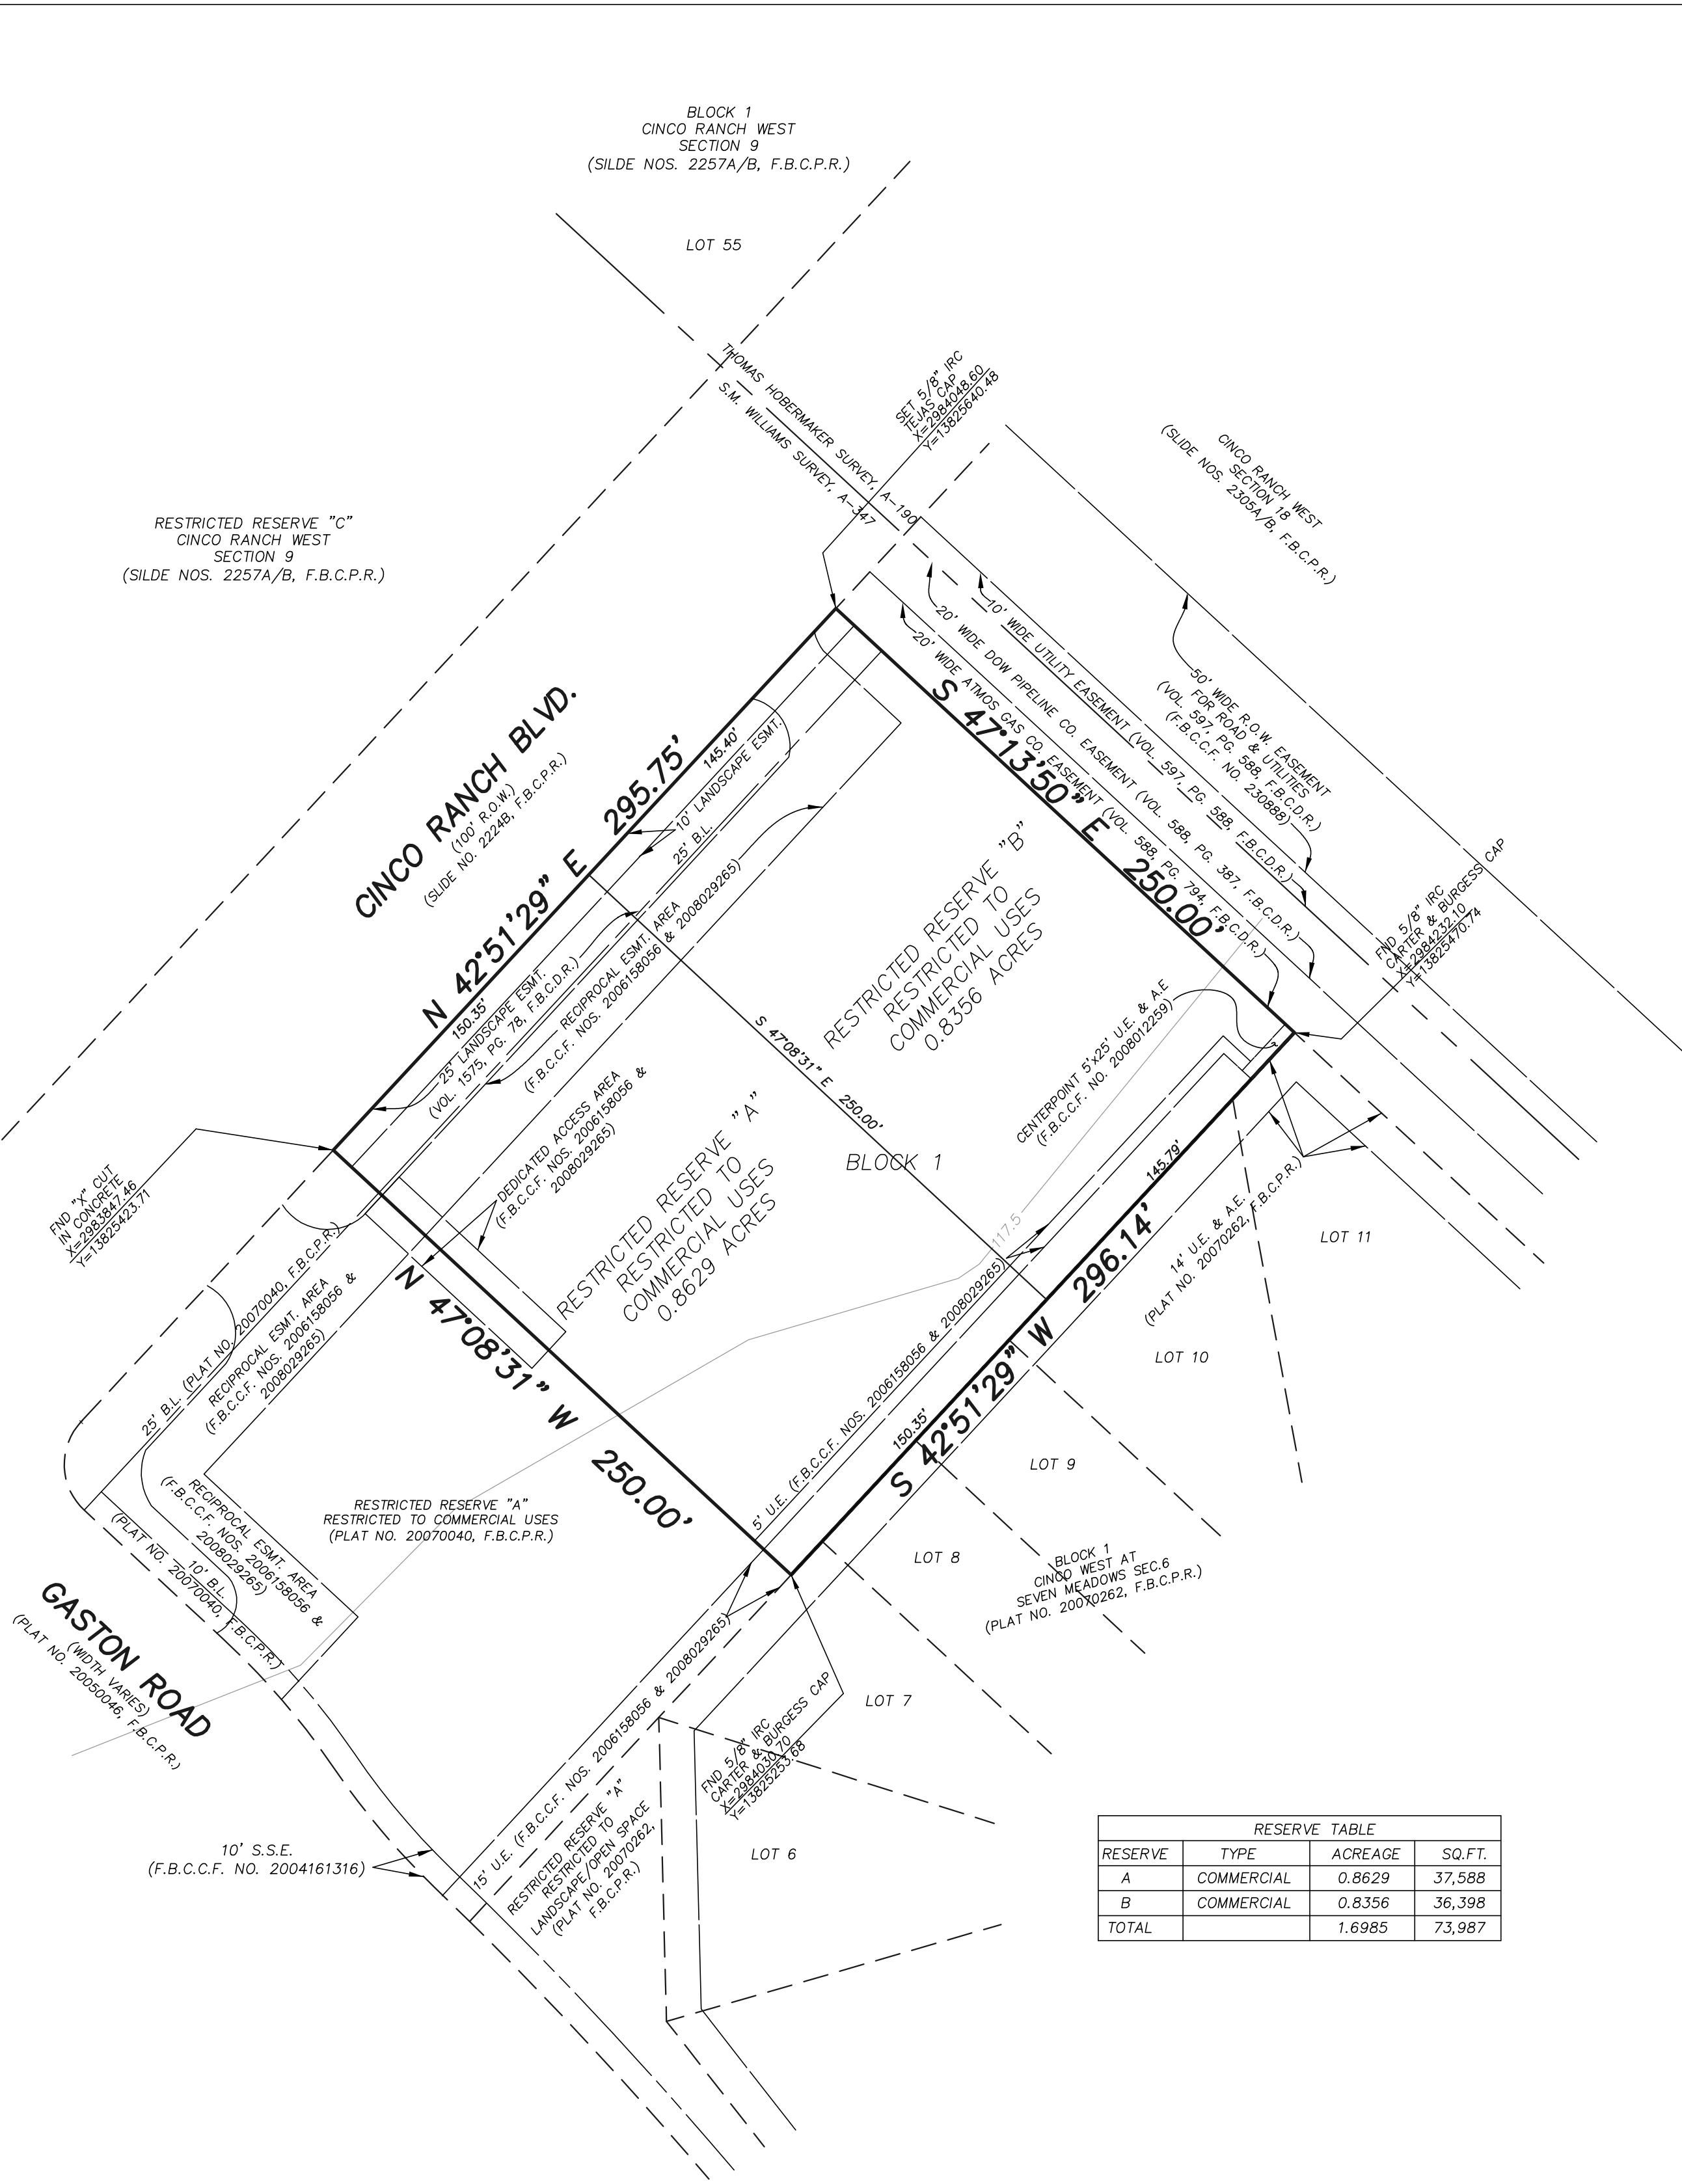 BLOCK 1
CINCO RANCH WEST
SECTION 9
(SILDE NOS. 2257A/B, F.B.C.P.R.)
LOT 55
THOMAS HOBERMAKER SURVEY, A-190
S.M. WILLIAMS SURVEY, A-347
SET 5/8" IRC
TEJAS CAP
X=2984048.60
Y=13825640.48
CINCO RANCH WEST
SECTION 18
(SLIDE NOS. 2305A/B, F.B.C.P.R.)
RESTRICTED RESERVE "C"
CINCO RANCH WEST
SECTION 9
(SILDE NOS. 2257A/B, F.B.C.P.R.)
10' WIDE UTILITY EASEMENT (VOL. 597, PG. 588, F.B.C.D.R.)
20' WIDE DOW PIPELINE CO. EASEMENT (VOL. 588, PG. 387, F.B.C.D.R.)
20' WIDE ATMOS GAS CO. EASEMENT (VOL. 588, PG. 794, F.B.C.D.R.)
50' WIDE R.O.W. EASEMENT
FOR ROAD & UTILITIES
(VOL. 597, PG. 588, F.B.C.D.R.)
(F.B.C.C.F. NO. 230888)
S 47°13'50" E 250.00'
CINCO RANCH BLVD.
(100' R.O.W.)
(SLIDE NO. 2224B, F.B.C.P.R.)
N 42°51'29" E 295.75'
145.40'
150.35'
10' LANDSCAPE ESMT.
25' B.L.
25' LANDSCAPE ESMT.
(VOL. 1575, PG. 78, F.B.C.D.R.)
RECIPROCAL ESMT. AREA
(F.B.C.C.F. NOS. 2006158056 & 2008029265)
RESTRICTED RESERVE "B"
RESTRICTED TO
COMMERCIAL USES
0.8356 ACRES
FND 5/8" IRC
CARTER & BURGESS CAP
X=2984232.10
Y=13825470.74
CENTERPOINT 5'x25' U.E. & A.E
(F.B.C.C.F. NO. 2008012259)
S 47°08'31" E 250.00'
DEDICATED ACCESS AREA
(F.B.C.C.F. NOS. 2006158056 &
2008029265)
RESTRICTED RESERVE "A"
RESTRICTED TO
COMMERCIAL USES
0.8629 ACRES
BLOCK 1
117.5
145.79'
S 42°51'29" W 296.14'
150.35'
14' U.E. & A.E.
(PLAT NO. 20070262, F.B.C.P.R.)
LOT 11
LOT 10
LOT 9
LOT 8
LOT 7
LOT 6
FND "X" CUT
IN CONCRETE
X=2983847.46
Y=13825423.71
N 47°08'31" W 250.00'
5' U.E. (F.B.C.C.F. NOS. 2006158056 & 2008029265)
25' B.L. (PLAT NO. 20070040, F.B.C.P.R.)
RECIPROCAL ESMT. AREA
(F.B.C.C.F. NOS. 2006158056 &
2008029265)
RECIPROCAL ESMT. AREA
(F.B.C.C.F. NOS. 2006158056 &
2008029265)
10' B.L.
(PLAT NO. 20070040, F.B.C.P.R.)
RESTRICTED RESERVE "A"
RESTRICTED TO COMMERCIAL USES
(PLAT NO. 20070040, F.B.C.P.R.)
BLOCK 1
CINCO WEST AT
SEVEN MEADOWS SEC.6
(PLAT NO. 20070262, F.B.C.P.R.)
GASTON ROAD
(WIDTH VARIES)
(PLAT NO. 20050046, F.B.C.P.R.)
15' U.E. (F.B.C.C.F. NOS. 2006158056 & 2008029265)
FND 5/8" IRC
CARTER & BURGESS CAP
X=2984030.70
Y=13825253.68
RESTRICTED RESERVE "A"
RESTRICTED TO
LANDSCAPE/OPEN SPACE
(PLAT NO. 20070262,
F.B.C.P.R.)
10' S.S.E.
(F.B.C.C.F. NO. 2004161316)
RESERVE TABLE
RESERVE TYPE ACREAGE SQ.FT.
A COMMERCIAL 0.8629 37,588
B COMMERCIAL 0.8356 36,398
TOTAL 1.6985 73,987